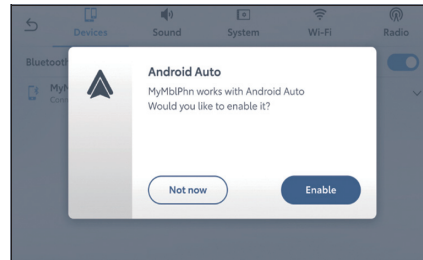 Devices Sound System Wi-Fi Radio
Bluetooth
Android Auto
MyMblPhn works with Android Auto
Would you like to enable it?
Not now Enable